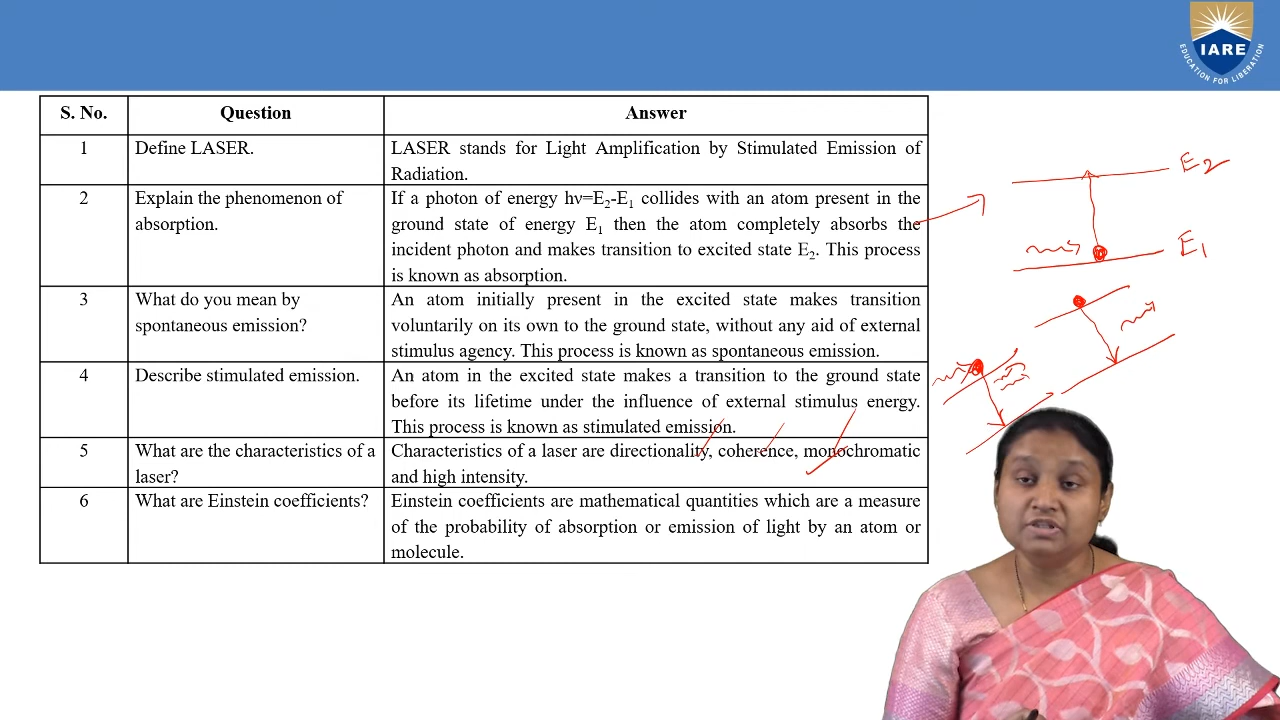 IARE
EDUCATION FOR LIBERATION
S. No. Question Answer
1 Define LASER. LASER stands for Light Amplification by Stimulated Emission of
Radiation.
2 Explain the phenomenon of
absorption.
If a photon of energy hν=E₂-E₁ collides with an atom present in the
ground state of energy E₁ then the atom completely absorbs the
incident photon and makes transition to excited state E₂. This process
is known as absorption.
3 What do you mean by
spontaneous emission?
An atom initially present in the excited state makes transition
voluntarily on its own to the ground state, without any aid of external
stimulus agency. This process is known as spontaneous emission.
4 Describe stimulated emission. An atom in the excited state makes a transition to the ground state
before its lifetime under the influence of external stimulus energy.
This process is known as stimulated emission.
5 What are the characteristics of a
laser?
Characteristics of a laser are directionality, coherence, monochromatic
and high intensity.
6 What are Einstein coefficients? Einstein coefficients are mathematical quantities which are a measure
of the probability of absorption or emission of light by an atom or
molecule.
E₂
E₁